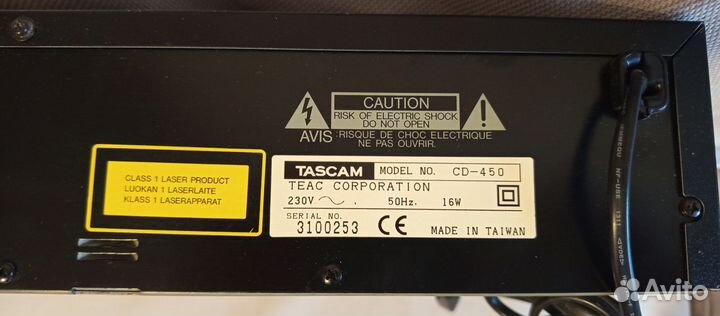 CAUTION
RISK OF ELECTRIC SHOCK
DO NOT OPEN
AVIS : RISQUE DE CHOC ELECTRIQUE
NE PAS OUVRIR.
CLASS 1 LASER PRODUCT
LUOKAN 1 LASERLAITE
KLASS 1 LASERAPPARAT
TASCAM MODEL NO. CD-450
TEAC CORPORATION
230V ~. 50Hz. 16W
SERIAL NO.
3100253 CE MADE IN TAIWAN
Avito